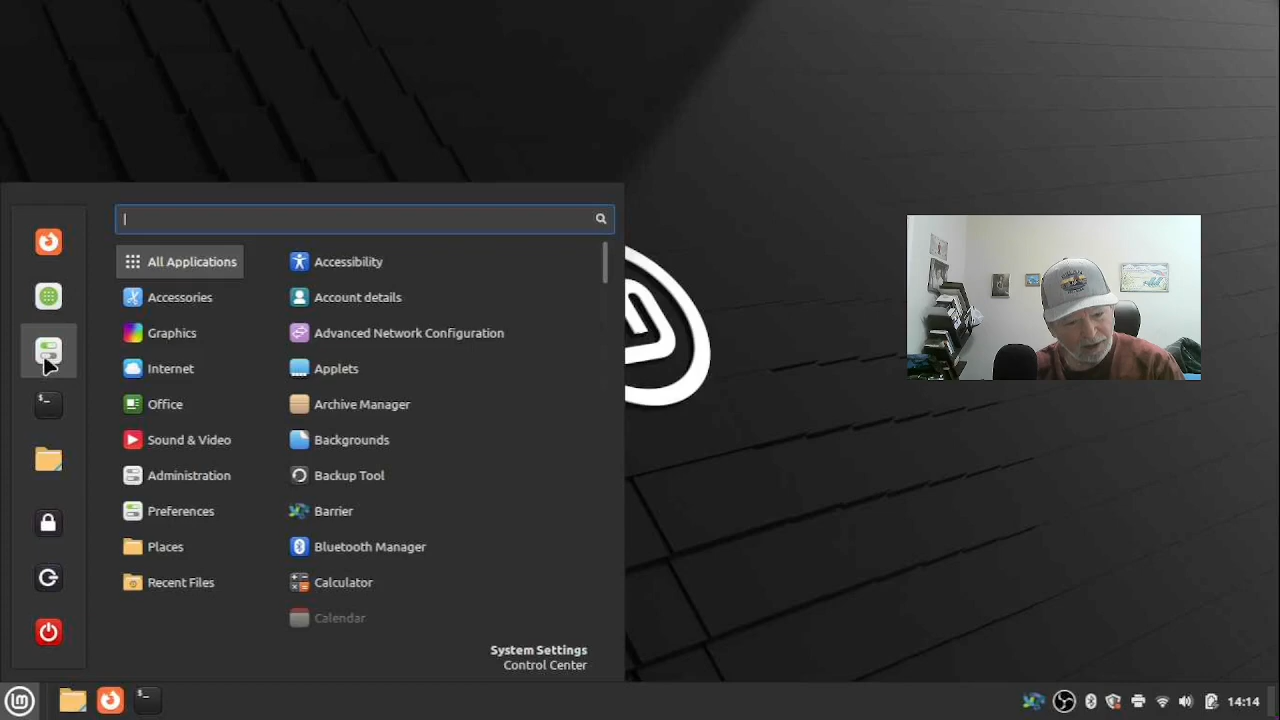 All Applications
Accessories
Graphics
Internet
Office
Sound & Video
Administration
Preferences
Places
Recent Files
Accessibility
Account details
Advanced Network Configuration
Applets
Archive Manager
Backgrounds
Backup Tool
Barrier
Bluetooth Manager
Calculator
Calendar
System Settings
Control Center
14:14